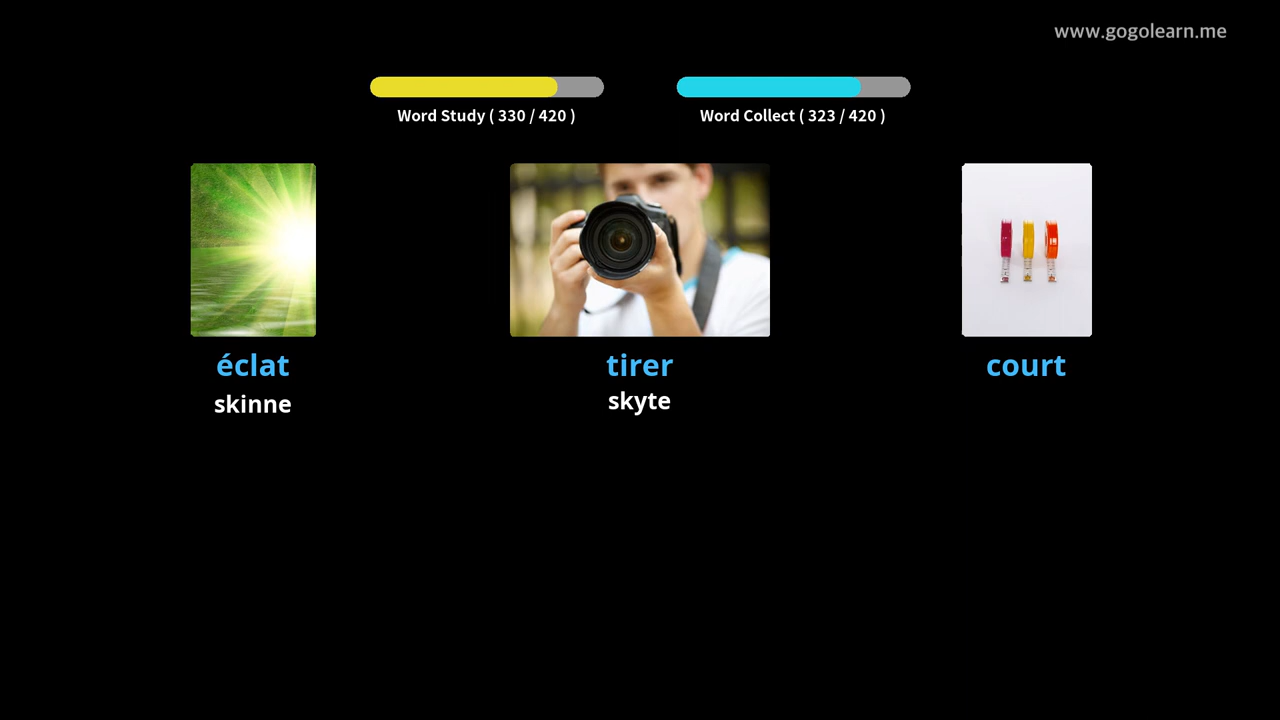 www.gogolearn.me
Word Study ( 330 / 420 )
Word Collect ( 323 / 420 )
éclat
tirer
court
skinne
skyte